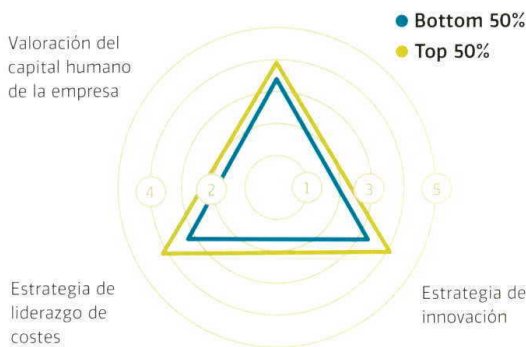 Bottom 50%
Top 50%
Valoración del
capital humano
de la empresa
4
2
1
3
5
Estrategia de
liderazgo de
costes
Estrategia de
innovación